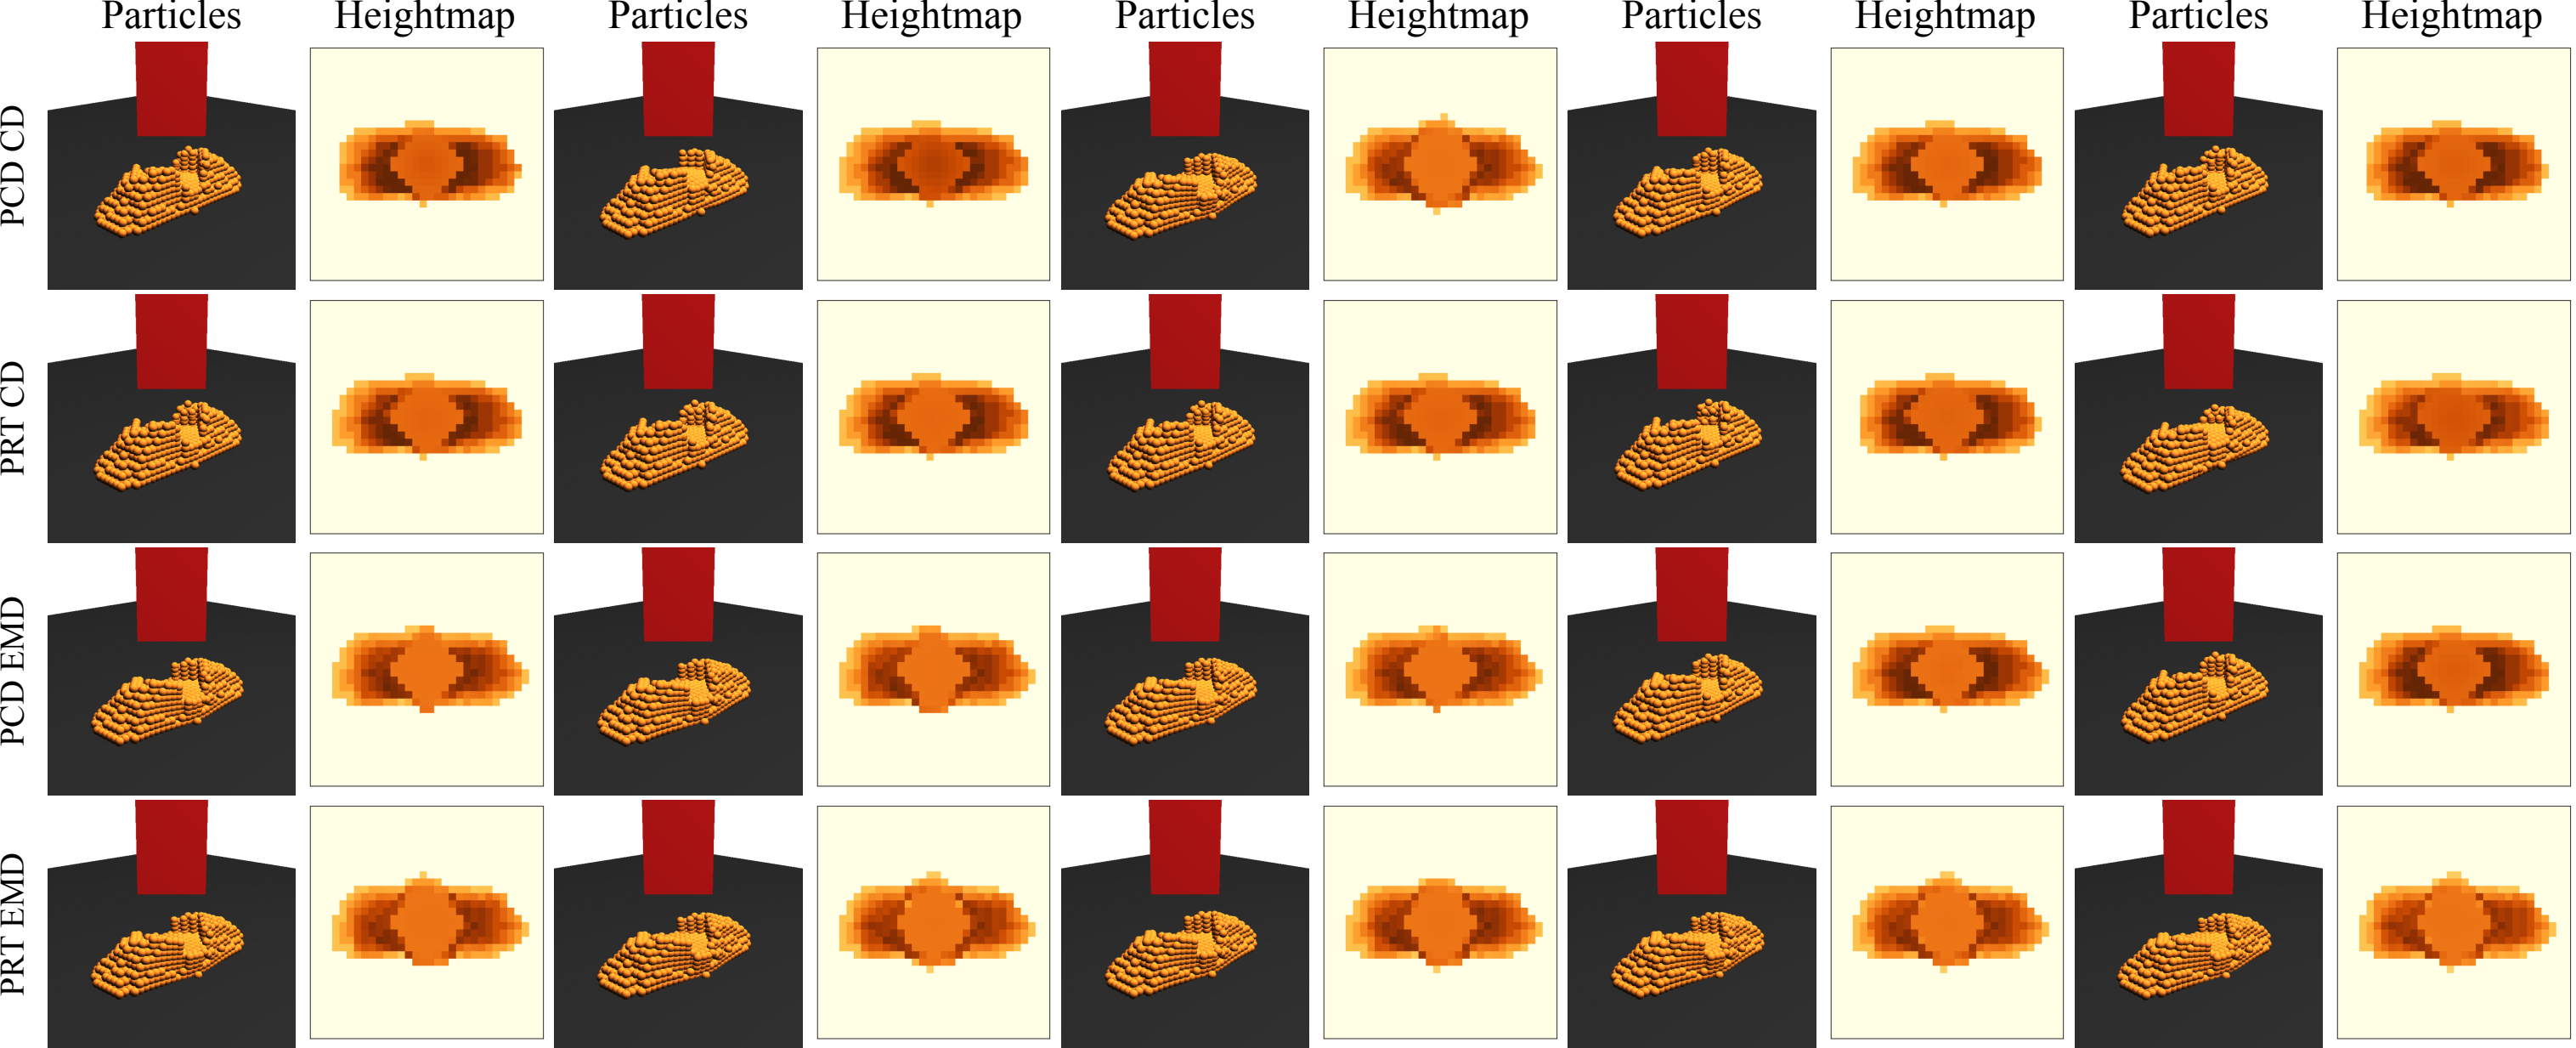 Particles Heightmap Particles Heightmap Particles Heightmap Particles Heightmap Particles Heightmap
PCD CD
PRT CD
PCD EMD
PRT EMD